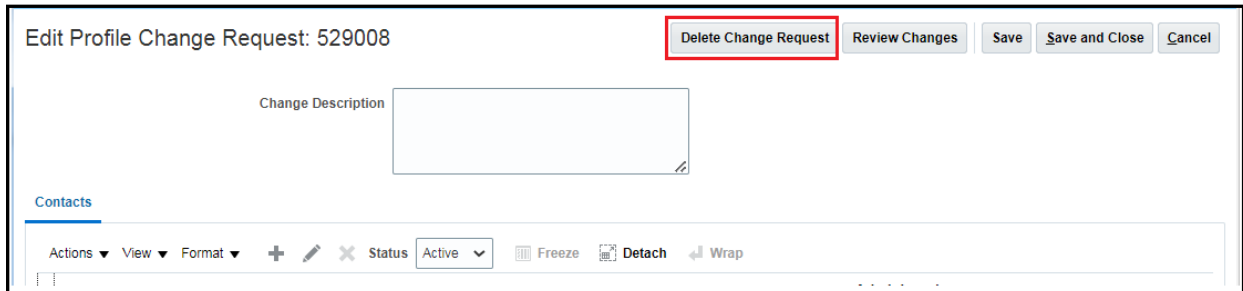 Edit Profile Change Request: 529008
Delete Change Request Review Changes Save Save and Close Cancel
Change Description
Contacts
Actions View Format Status Active Freeze Detach Wrap